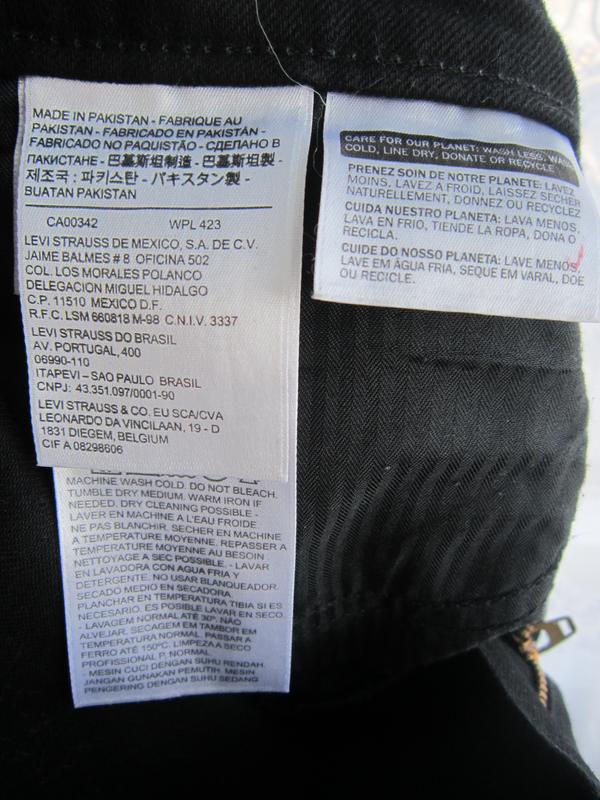 MADE IN PAKISTAN - FABRIQUE AU
PAKISTAN - FABRICADO EN PAKISTÁN -
FABRICADO NO PAQUISTÃO - СДЕЛАНО В
ПАКИСТАНЕ - 巴基斯坦制造 - 巴基斯坦製 -
제조국 : 파키스탄 - パキスタン製 -
BUATAN PAKISTAN
CA00342 WPL 423
LEVI STRAUSS DE MEXICO, S.A. DE C.V.
JAIME BALMES # 8 OFICINA 502
COL. LOS MORALES POLANCO
DELEGACION MIGUEL HIDALGO
C.P. 11510 MEXICO D.F.
R.F.C. LSM 660818 M-98 C.N.I.V. 3337
LEVI STRAUSS DO BRASIL
AV. PORTUGAL, 400
06990-110
ITAPEVI – SAO PAULO BRASIL
CNPJ: 43.351.097/0001-90
LEVI STRAUSS & CO. EU SCA/CVA
LEONARDO DA VINCILAAN, 19 - D
1831 DIEGEM, BELGIUM
CIF A 08298606
MACHINE WASH COLD. DO NOT BLEACH.
TUMBLE DRY MEDIUM. WARM IRON IF
NEEDED. DRY CLEANING POSSIBLE -
LAVER EN MACHINE A L'EAU FROIDE.
NE PAS BLANCHIR. SECHER EN MACHINE
A TEMPERATURE MOYENNE. REPASSER A
TEMPERATURE MOYENNE AU BESOIN
NETTOYAGE A SEC POSSIBLE. - LAVAR
EN LAVADORA CON AGUA FRIA Y
DETERGENTE. NO USAR BLANQUEADOR.
SECADO MEDIO EN SECADORA.
PLANCHAR EN TEMPERATURA TIBIA SI ES
NECESARIO. ES POSIBLE LAVAR EN SECO.
- LAVAGEM NORMAL ATÉ 30º. NÃO
ALVEJAR. SECAGEM EM TAMBOR EM
TEMPERATURA NORMAL. PASSAR A
FERRO ATÉ 150ºC. LIMPEZA A SECO
PROFISSIONAL P. NORMAL.
- MESIN CUCI DENGAN SUHU RENDAH.
JANGAN GUNAKAN PEMUTIH. MESIN
PENGERING DENGAN SUHU SEDANG
CARE FOR OUR PLANET: WASH LESS, WASH
COLD, LINE DRY, DONATE OR RECYCLE
PRENEZ SOIN DE NOTRE PLANETE: LAVEZ
MOINS, LAVEZ A FROID, LAISSEZ SECHER
NATURELLEMENT, DONNEZ OU RECYCLEZ
CUIDA NUESTRO PLANETA: LAVA MENOS,
LAVA EN FRIO, TIENDE LA ROPA, DONA O
RECICLA.
CUIDE DO NOSSO PLANETA: LAVE MENOS,
LAVE EM ÁGUA FRIA, SEQUE EM VARAL, DOE
OU RECICLE.